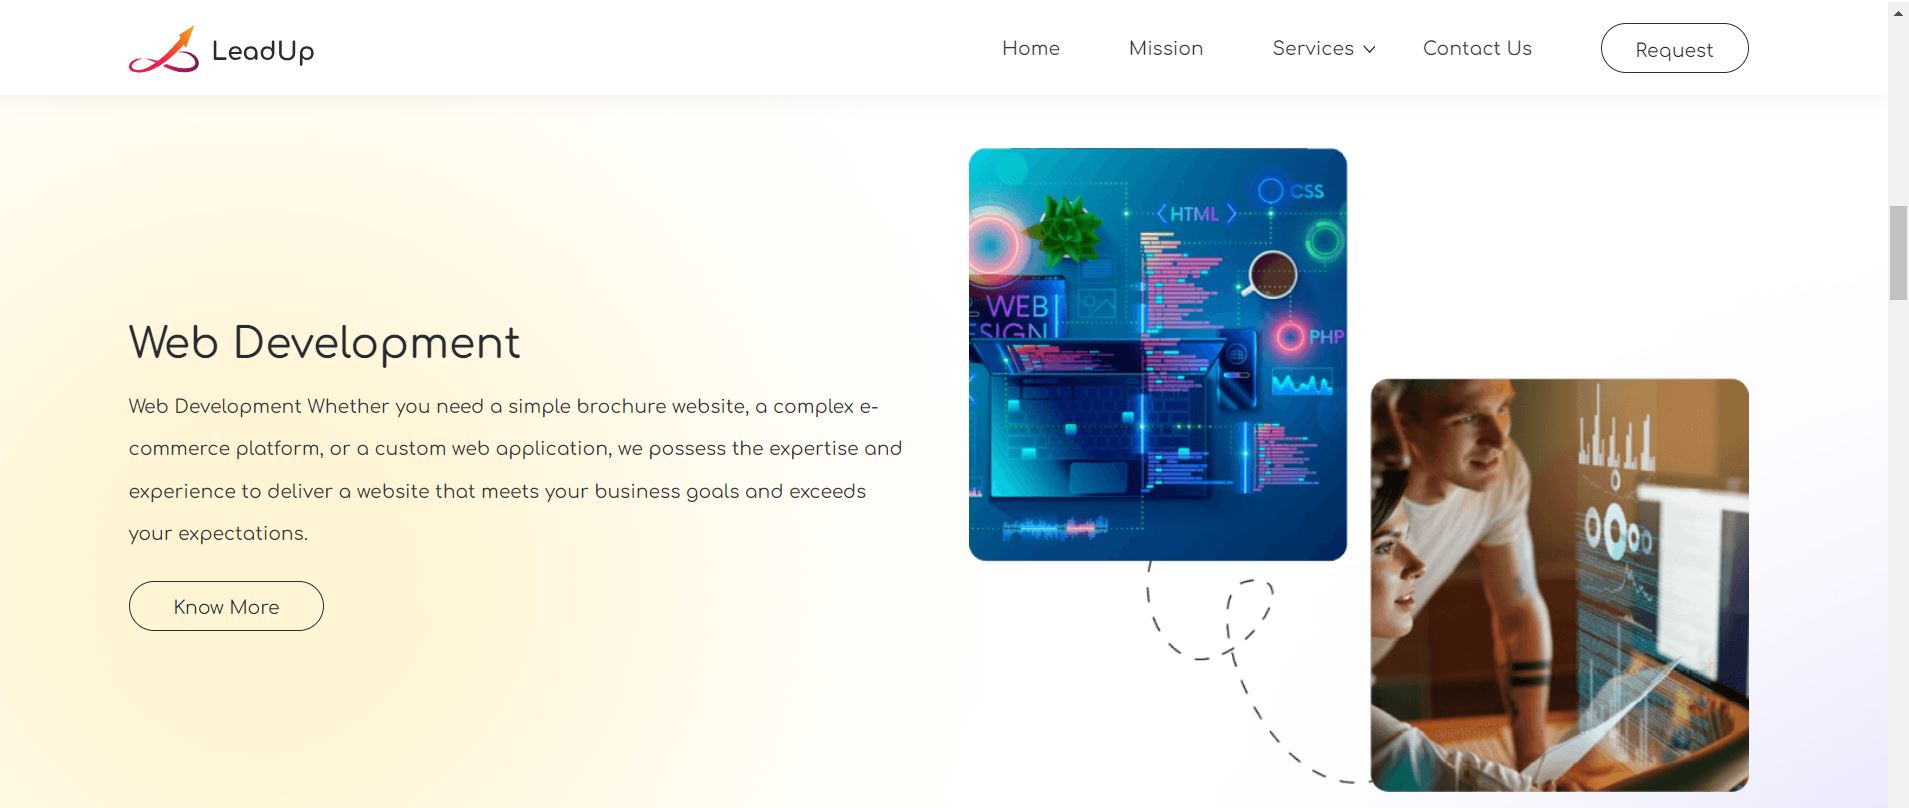 LeadUp
Home Mission Services Contact Us Request
Web Development
Web Development Whether you need a simple brochure website, a complex e-
commerce platform, or a custom web application, we possess the expertise and
experience to deliver a website that meets your business goals and exceeds
your expectations.
Know More
CSS
HTML
WEB
ESIGN
PHP